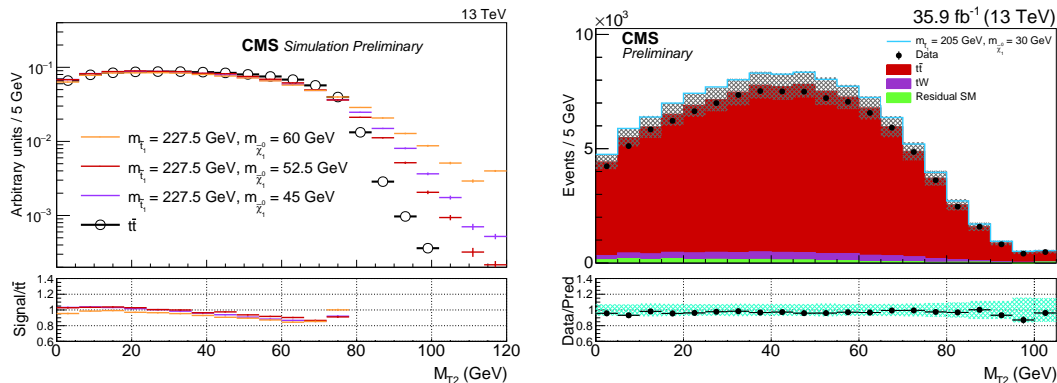 13 TeV
CMS Simulation Preliminary
Arbitrary units / 5 GeV
10⁻¹
10⁻²
10⁻³
m_t̃₁ = 227.5 GeV, m_χ̃⁰₁ = 60 GeV
m_t̃₁ = 227.5 GeV, m_χ̃⁰₁ = 52.5 GeV
m_t̃₁ = 227.5 GeV, m_χ̃⁰₁ = 45 GeV
tt̄
Signal/tt̄
1.4
1.2
1
0.8
0.6
0 20 40 60 80 100 120
M_T2 (GeV)
×10³
35.9 fb⁻¹ (13 TeV)
CMS
Preliminary
m_t̃₁ = 205 GeV, m_χ̃⁰₁ = 30 GeV
Data
tt̄
tW
Residual SM
Events / 5 GeV
10
5
0
Data/Pred
1.4
1.2
1
0.8
0.6
0 20 40 60 80 100
M_T2 (GeV)